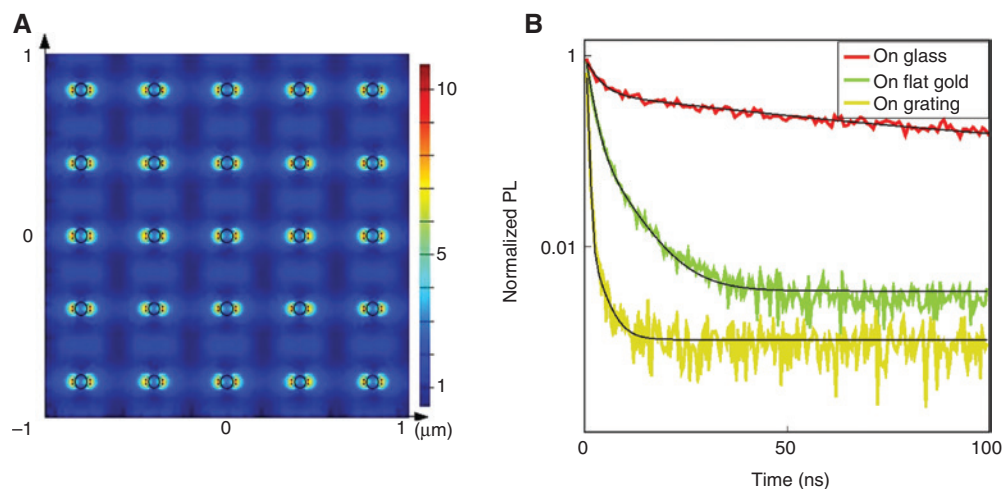 A
1
0
–1
0
1
(μm)
10
5
1
B
Normalized PL
1
0.01
On glass
On flat gold
On grating
0
50
100
Time (ns)